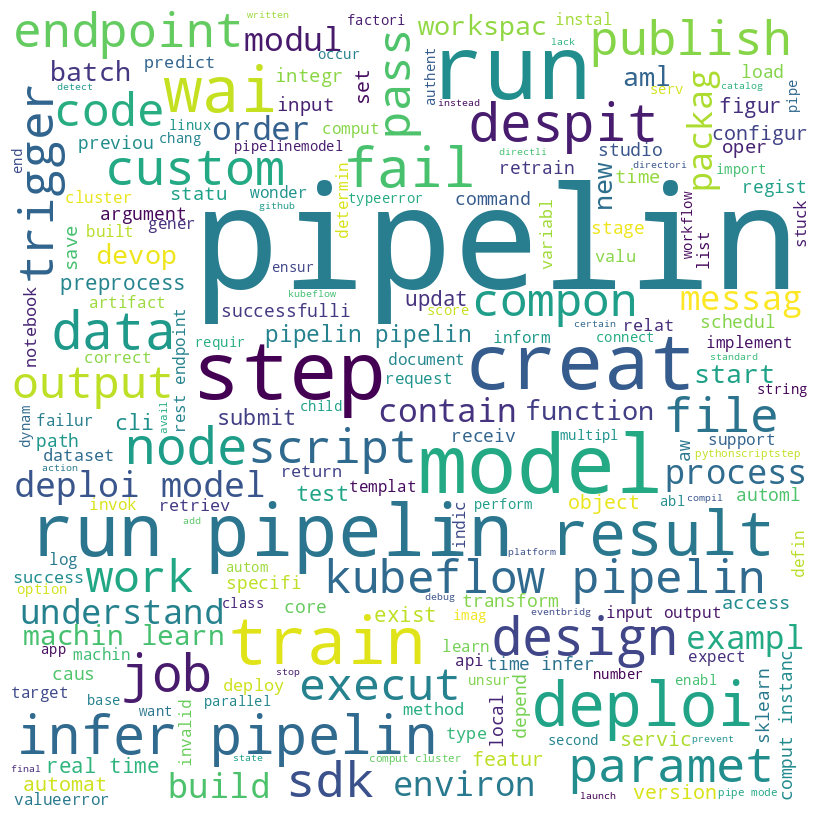 written
factori
instead
occur
lack
endpoint
modul
pass
workspac
instal
publish
batch
predict
run
authent
aml
serv
catalog
pipe
detect
wai
integr
set
load
code
input
despit
packag
figur
order
comput
configur
previou
linux
chang
pipelinemodel
directli
studio
oper
directori
end
trigger
custom
fail
retrain
new
time
import
statu
wonder
determin
typeerror
command
regist
cluster
argument
github
variabl
stage
workflow
list
stuck
built
gener
pipelin
devop
ensur
valu
save
preprocess
kubeflow
updat
compon
messag
notebook
artifact
successfulli
score
certain
relat
schedul
data
requir
pipelin pipelin
inform
connect
implement
correct
rest endpoint
document
standard
output
step
request
creat
start
string
dynam
avail
child
contain
function
file
failur
cli
submit
multipl
path
node
script
receiv
aw
support
pythonscriptstep
dataset
return
model
process
action
deploi model
test
templat
indic
abl
compil
automl
invok
retriev
perform
object
defin
add
run pipelin
result
log
platform
success
work
autom
debug
kubeflow pipelin
option
specifi
transform
access
class
core
eventbridg
input output
understand
imag
app
machin learn
train
exist
design
exampl
machin
learn
caus
stop
api
time infer
expect
target
job
deploy
execut
unsur
number
enabl
base
want
parallel
method
depend
deploi
sklearn
comput instanc
infer pipelin
invalid
local
type
second
servic
prevent
final
real time
state
comput cluster
featur
paramet
automat
build
sdk
environ
version
pipe mode
valueerror
launch